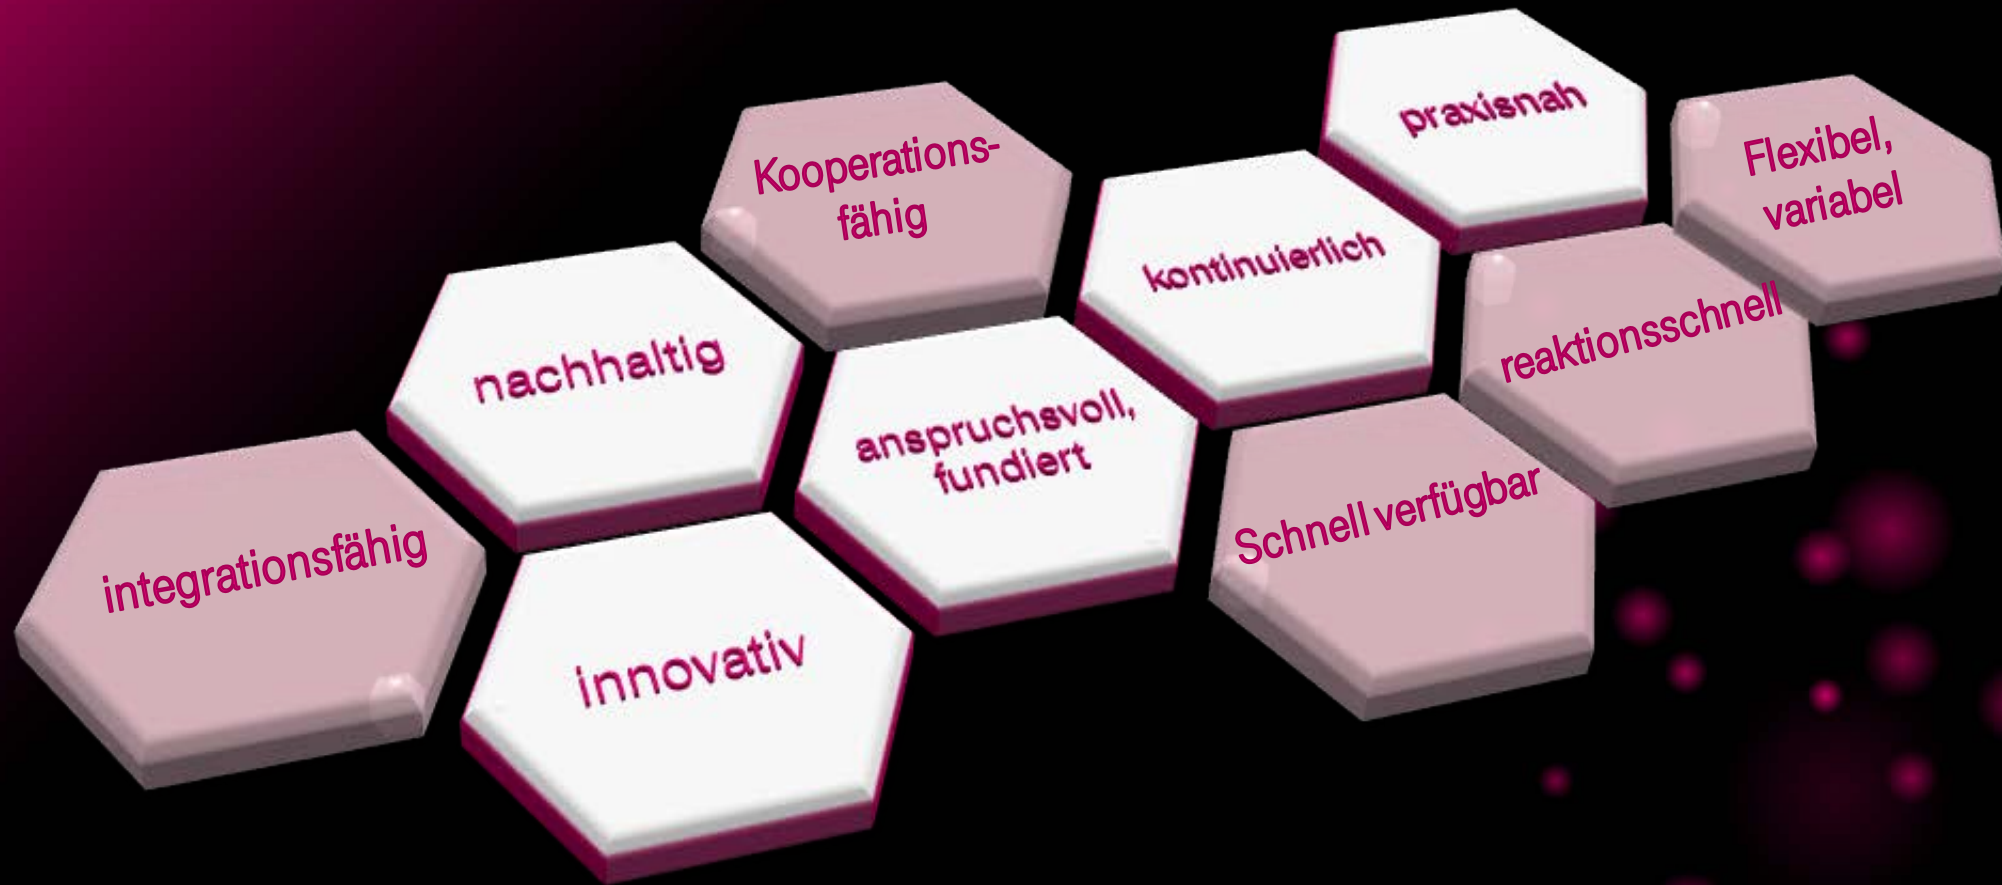 praxisnah
Flexibel,
variabel
Kooperations-
fähig
kontinuierlich
reaktionsschnell
nachhaltig
anspruchsvoll,
fundiert
Schnell verfügbar
integrationsfähig
innovativ